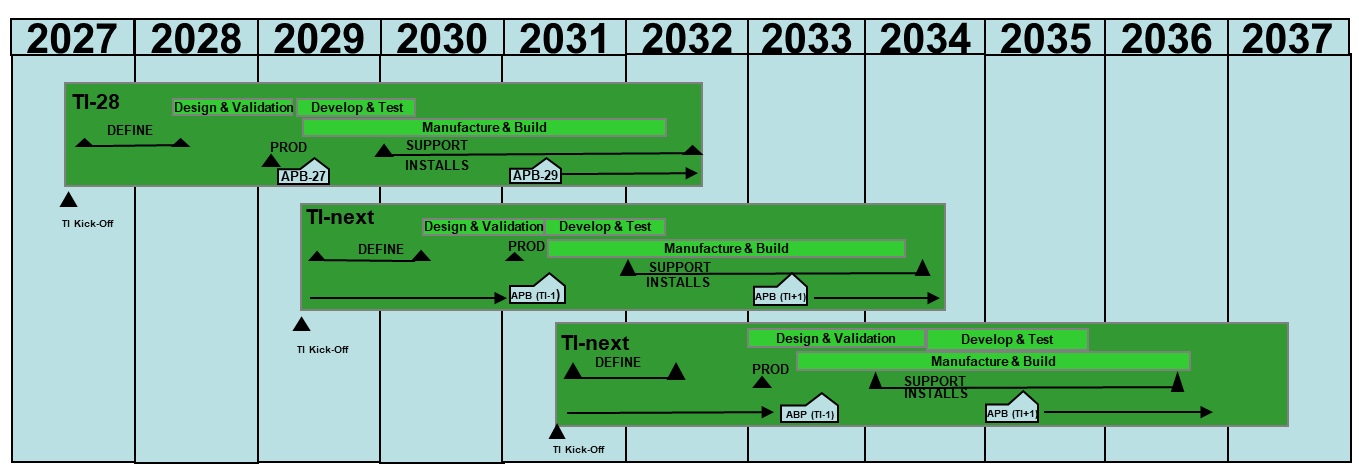 2027 2028 2029 2030 2031 2032 2033 2034 2035 2036 2037
TI-28
Design & Validation
Develop & Test
DEFINE
Manufacture & Build
PROD
SUPPORT
INSTALLS
APB-27
APB-29
TI Kick-Off
TI-next
Design & Validation
Develop & Test
DEFINE
PROD
Manufacture & Build
SUPPORT
INSTALLS
APB (TI-1)
APB (TI+1)
TI Kick-Off
TI-next
Design & Validation
Develop & Test
DEFINE
Manufacture & Build
PROD
SUPPORT
INSTALLS
ABP (TI-1)
APB (TI+1)
TI Kick-Off